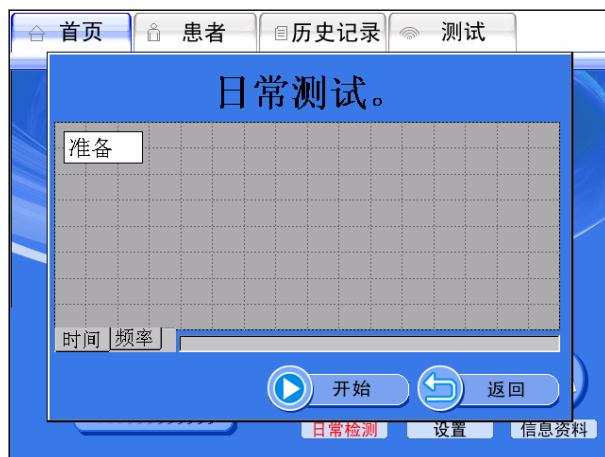 首页 患者 历史记录 测试
日常测试。
准备
时间 频率
开始 返回
日常检测 设置 信息资料